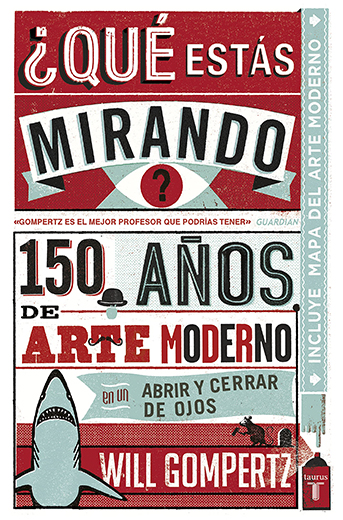 ¿QUÉ ESTÁS
MIRANDO
?
«GOMPERTZ ES EL MEJOR PROFESOR QUE PODRÍAS TENER» GUARDIAN
150 AÑOS
DE
ARTE MODERNO
en un ABRIR Y CERRAR
DE OJOS
WILL GOMPERTZ
INCLUYE MAPA DEL ARTE MODERNO
taurus
T